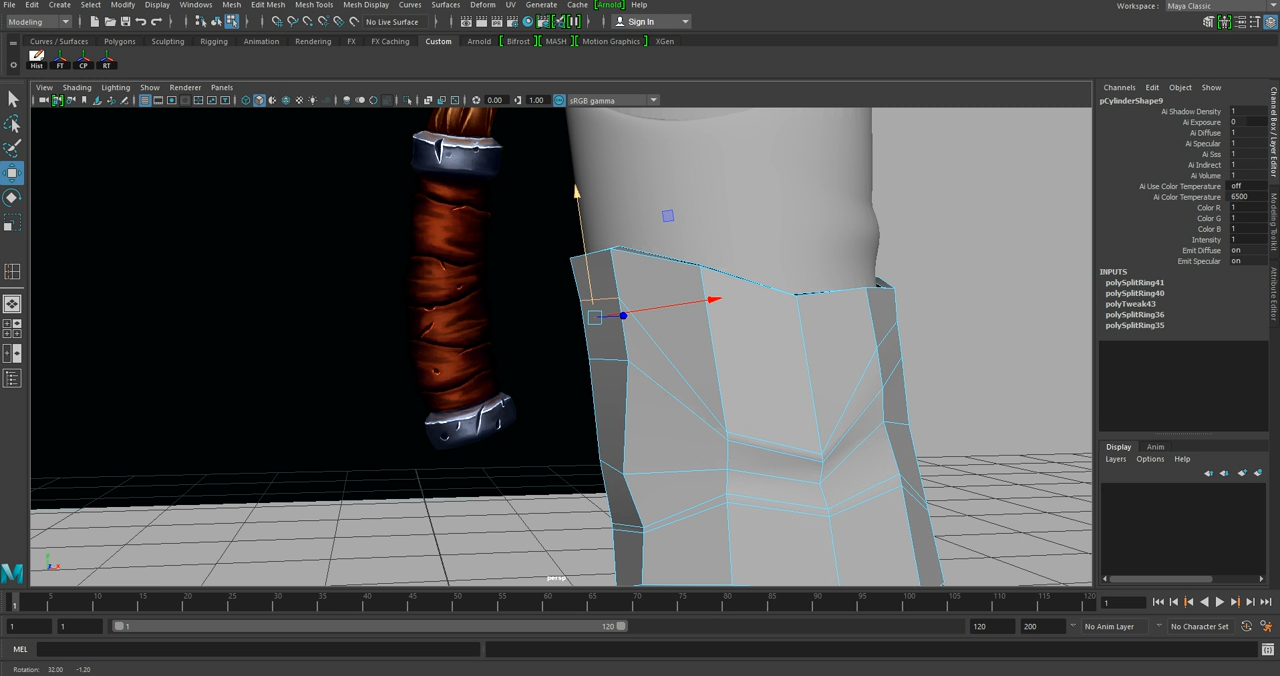 File Edit Create Select Modify Display Windows Mesh Edit Mesh Mesh Tools Mesh Display Curves Surfaces Deform UV Generate Cache [Arnold] Help Workspace : Maya Classic
Modeling No Live Surface Sign In
Curves / Surfaces Polygons Sculpting Rigging Animation Rendering FX FX Caching Custom Arnold Bifrost MASH Motion Graphics XGen
Hist FT CP RT
View Shading Lighting Show Renderer Panels
0.00 1.00 sRGB gamma
Channels Edit Object Show
pCylinderShape9
Ai Shadow Density 1
Ai Exposure 0
Ai Diffuse 1
Ai Specular 1
Ai Sss 1
Ai Indirect 1
Ai Volume 1
Ai Use Color Temperature off
Ai Color Temperature 6500
Color R 1
Color G 1
Color B 1
Intensity 1
Emit Diffuse on
Emit Specular on
INPUTS
polySplitRing41
polySplitRing40
polyTweak43
polySplitRing36
polySplitRing35
Channel Box / Layer Editor
Modeling Toolkit
Attribute Editor
Display Anim
Layers Options Help
persp
1 5 10 15 20 25 30 35 40 45 50 55 60 65 70 75 80 85 90 95 100 105 110 115 120 1
1 1 1 120 120 200 No Anim Layer No Character Set
MEL
Rotation: 32.00 -1.20